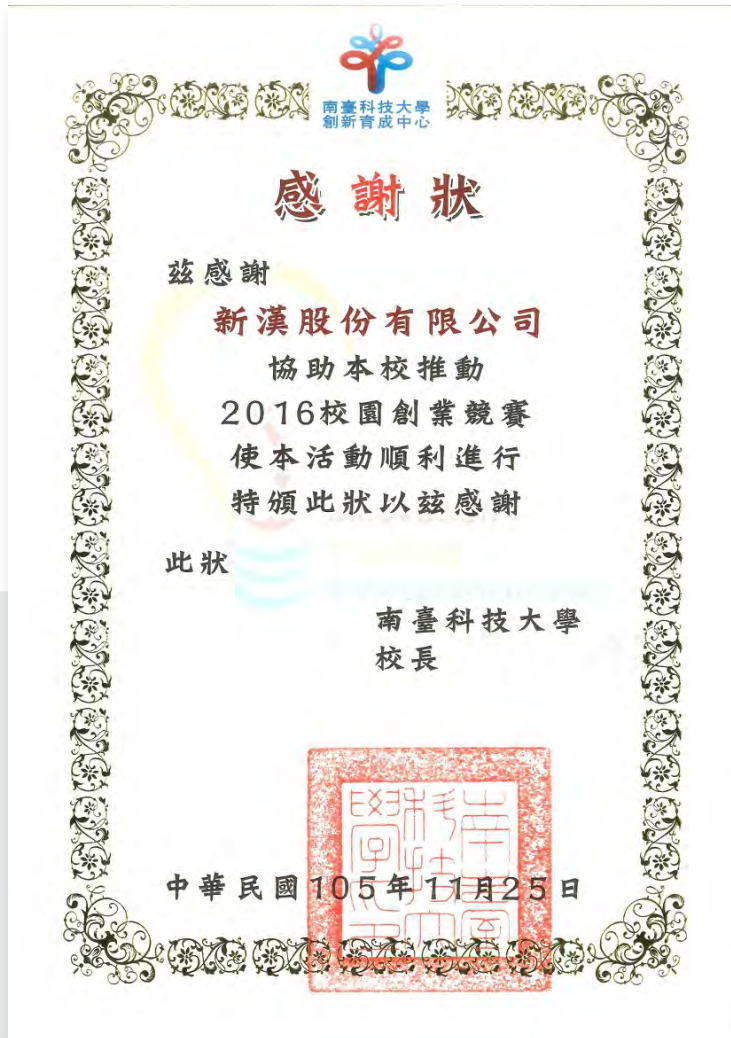 南臺科技大學
創新育成中心
感謝狀
茲感謝
新漢股份有限公司
協助本校推動
2016校園創業競賽
使本活動順利進行
特頒此狀以茲感謝
此狀
南臺科技大學
校長
中華民國105年11月25日